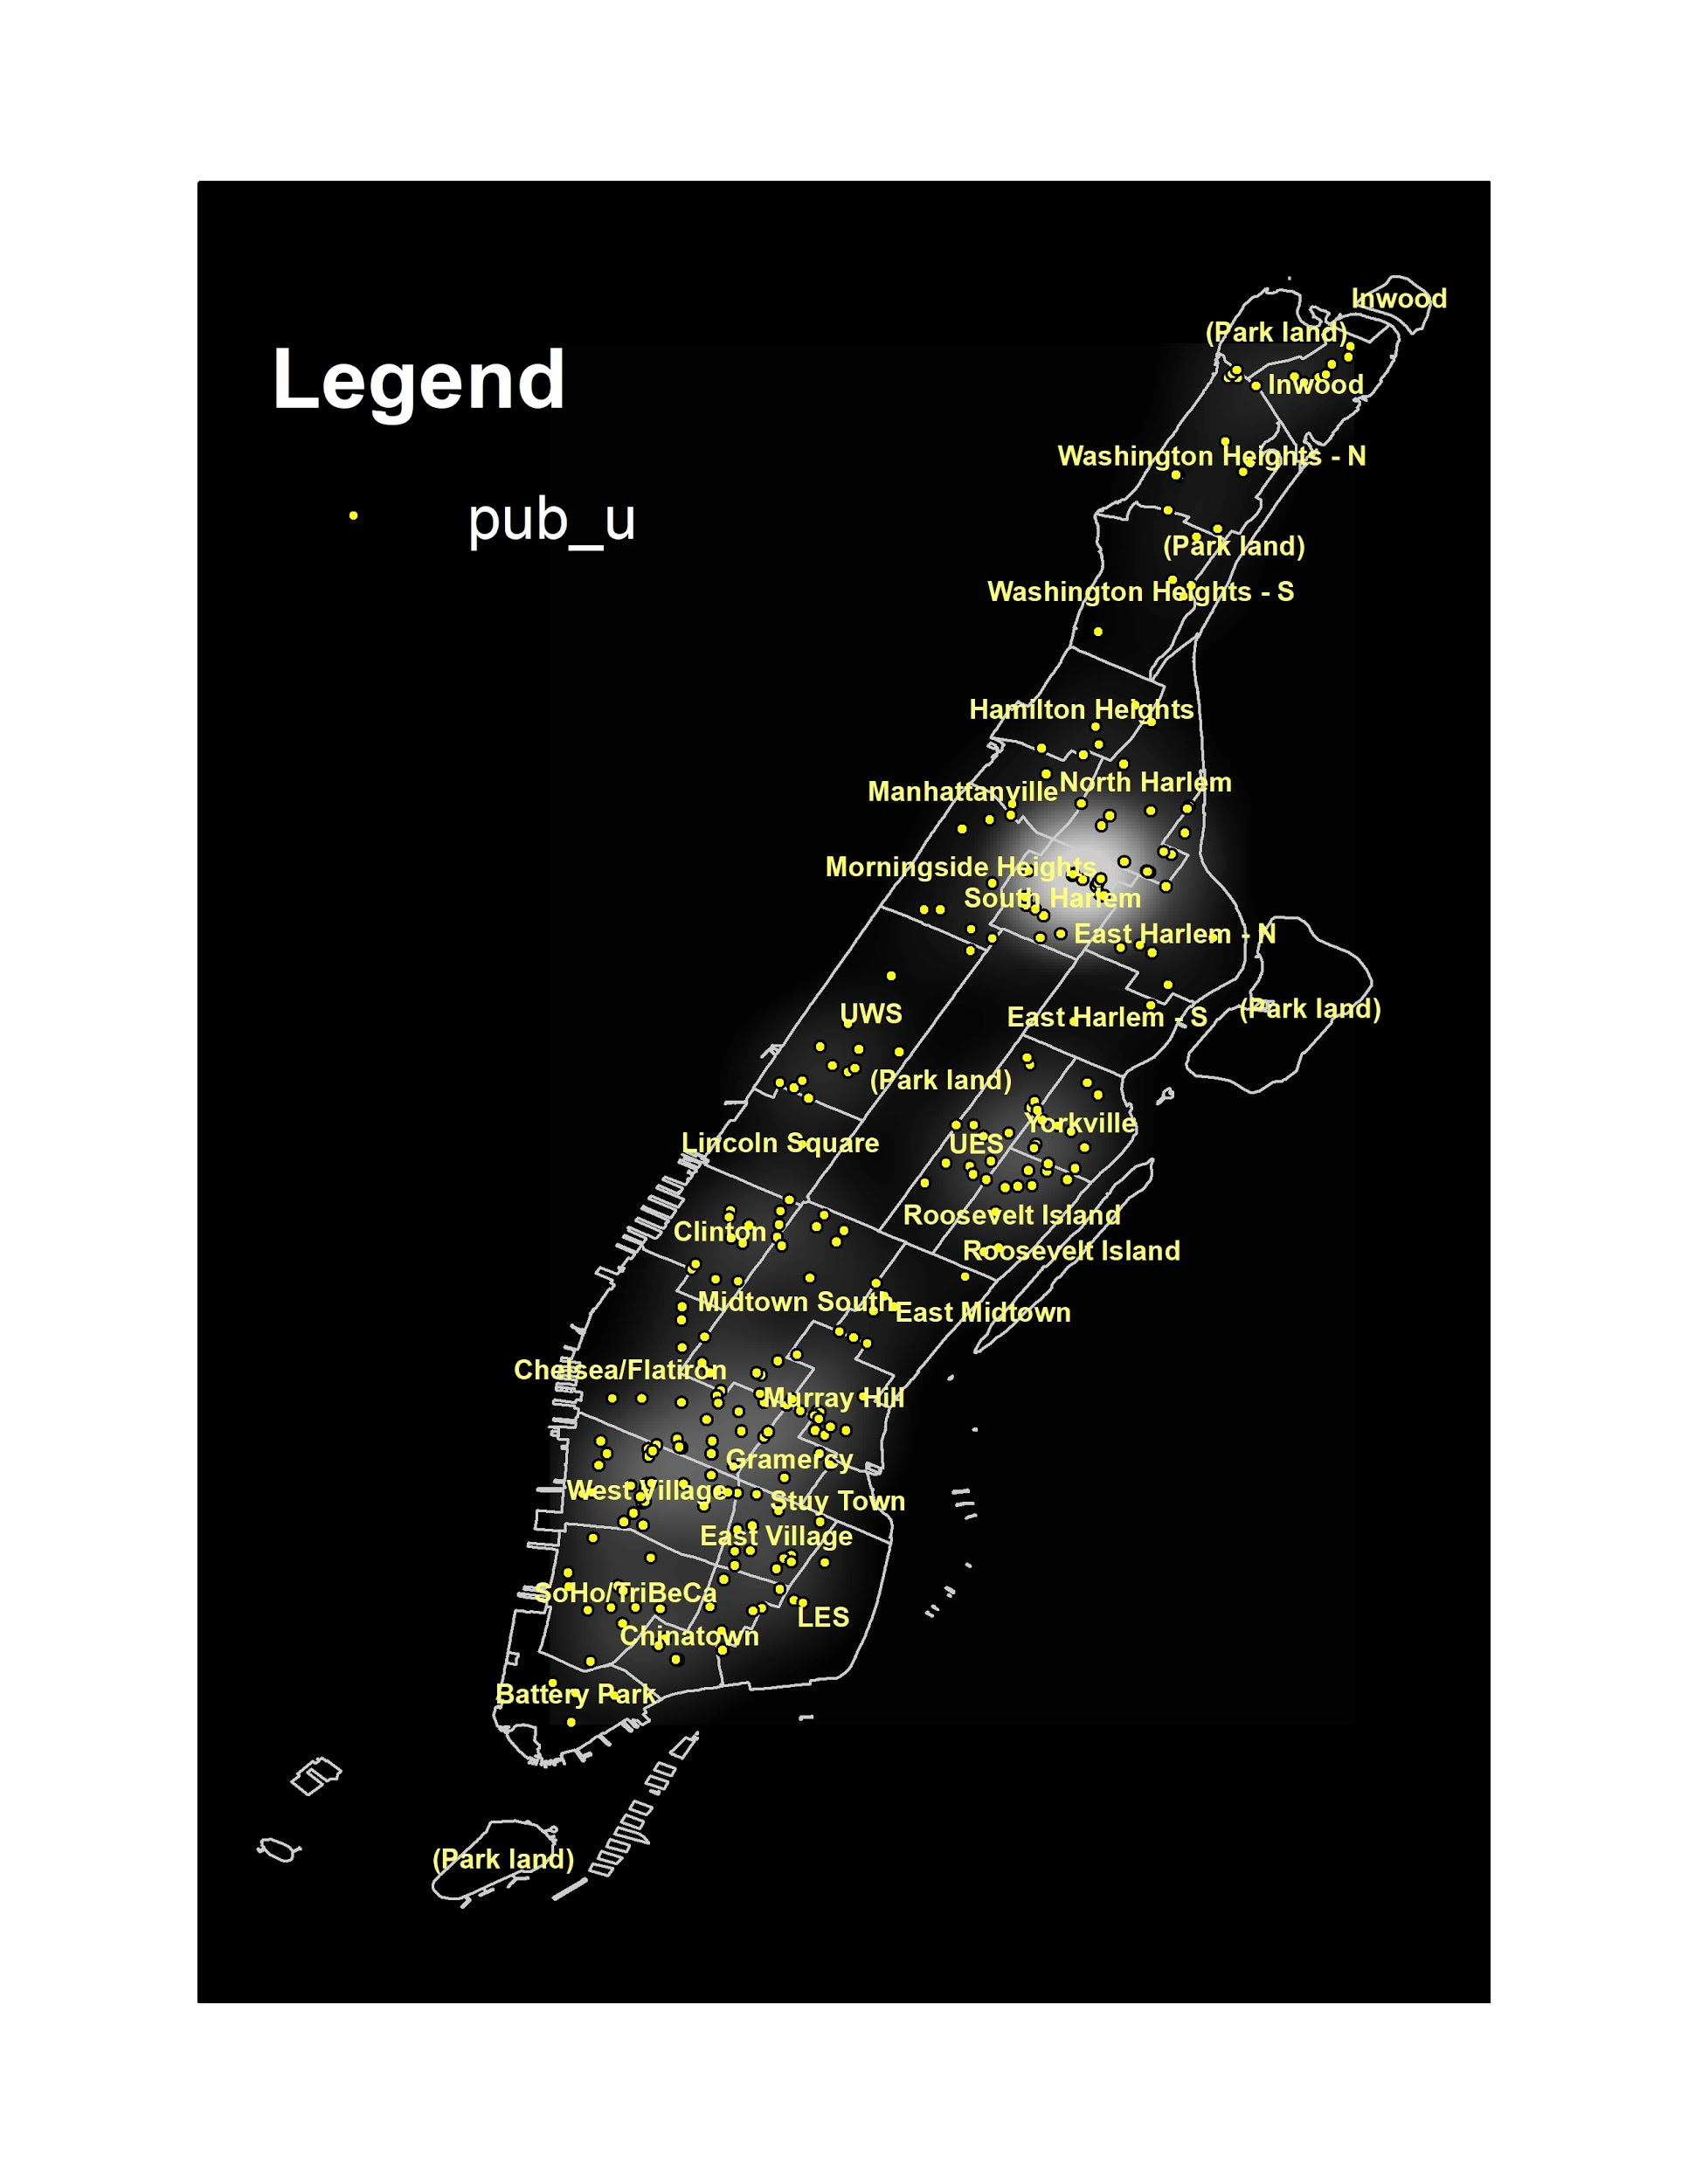 Inwood
(Park land)
Legend
Inwood
Washington Heights - N
pub_u
(Park land)
Washington Heights - S
Hamilton Heights
North Harlem
Manhattanville
Morningside Heights
South Harlem
East Harlem - N
(Park land)
UWS
East Harlem - S
(Park land)
Yorkville
Lincoln Square
UES
Roosevelt Island
Clinton
Roosevelt Island
Midtown South
East Midtown
Chelsea/Flatiron
Murray Hill
Gramercy
West Village
Stuy Town
East Village
SoHo/TriBeCa
LES
Chinatown
Battery Park
(Park land)